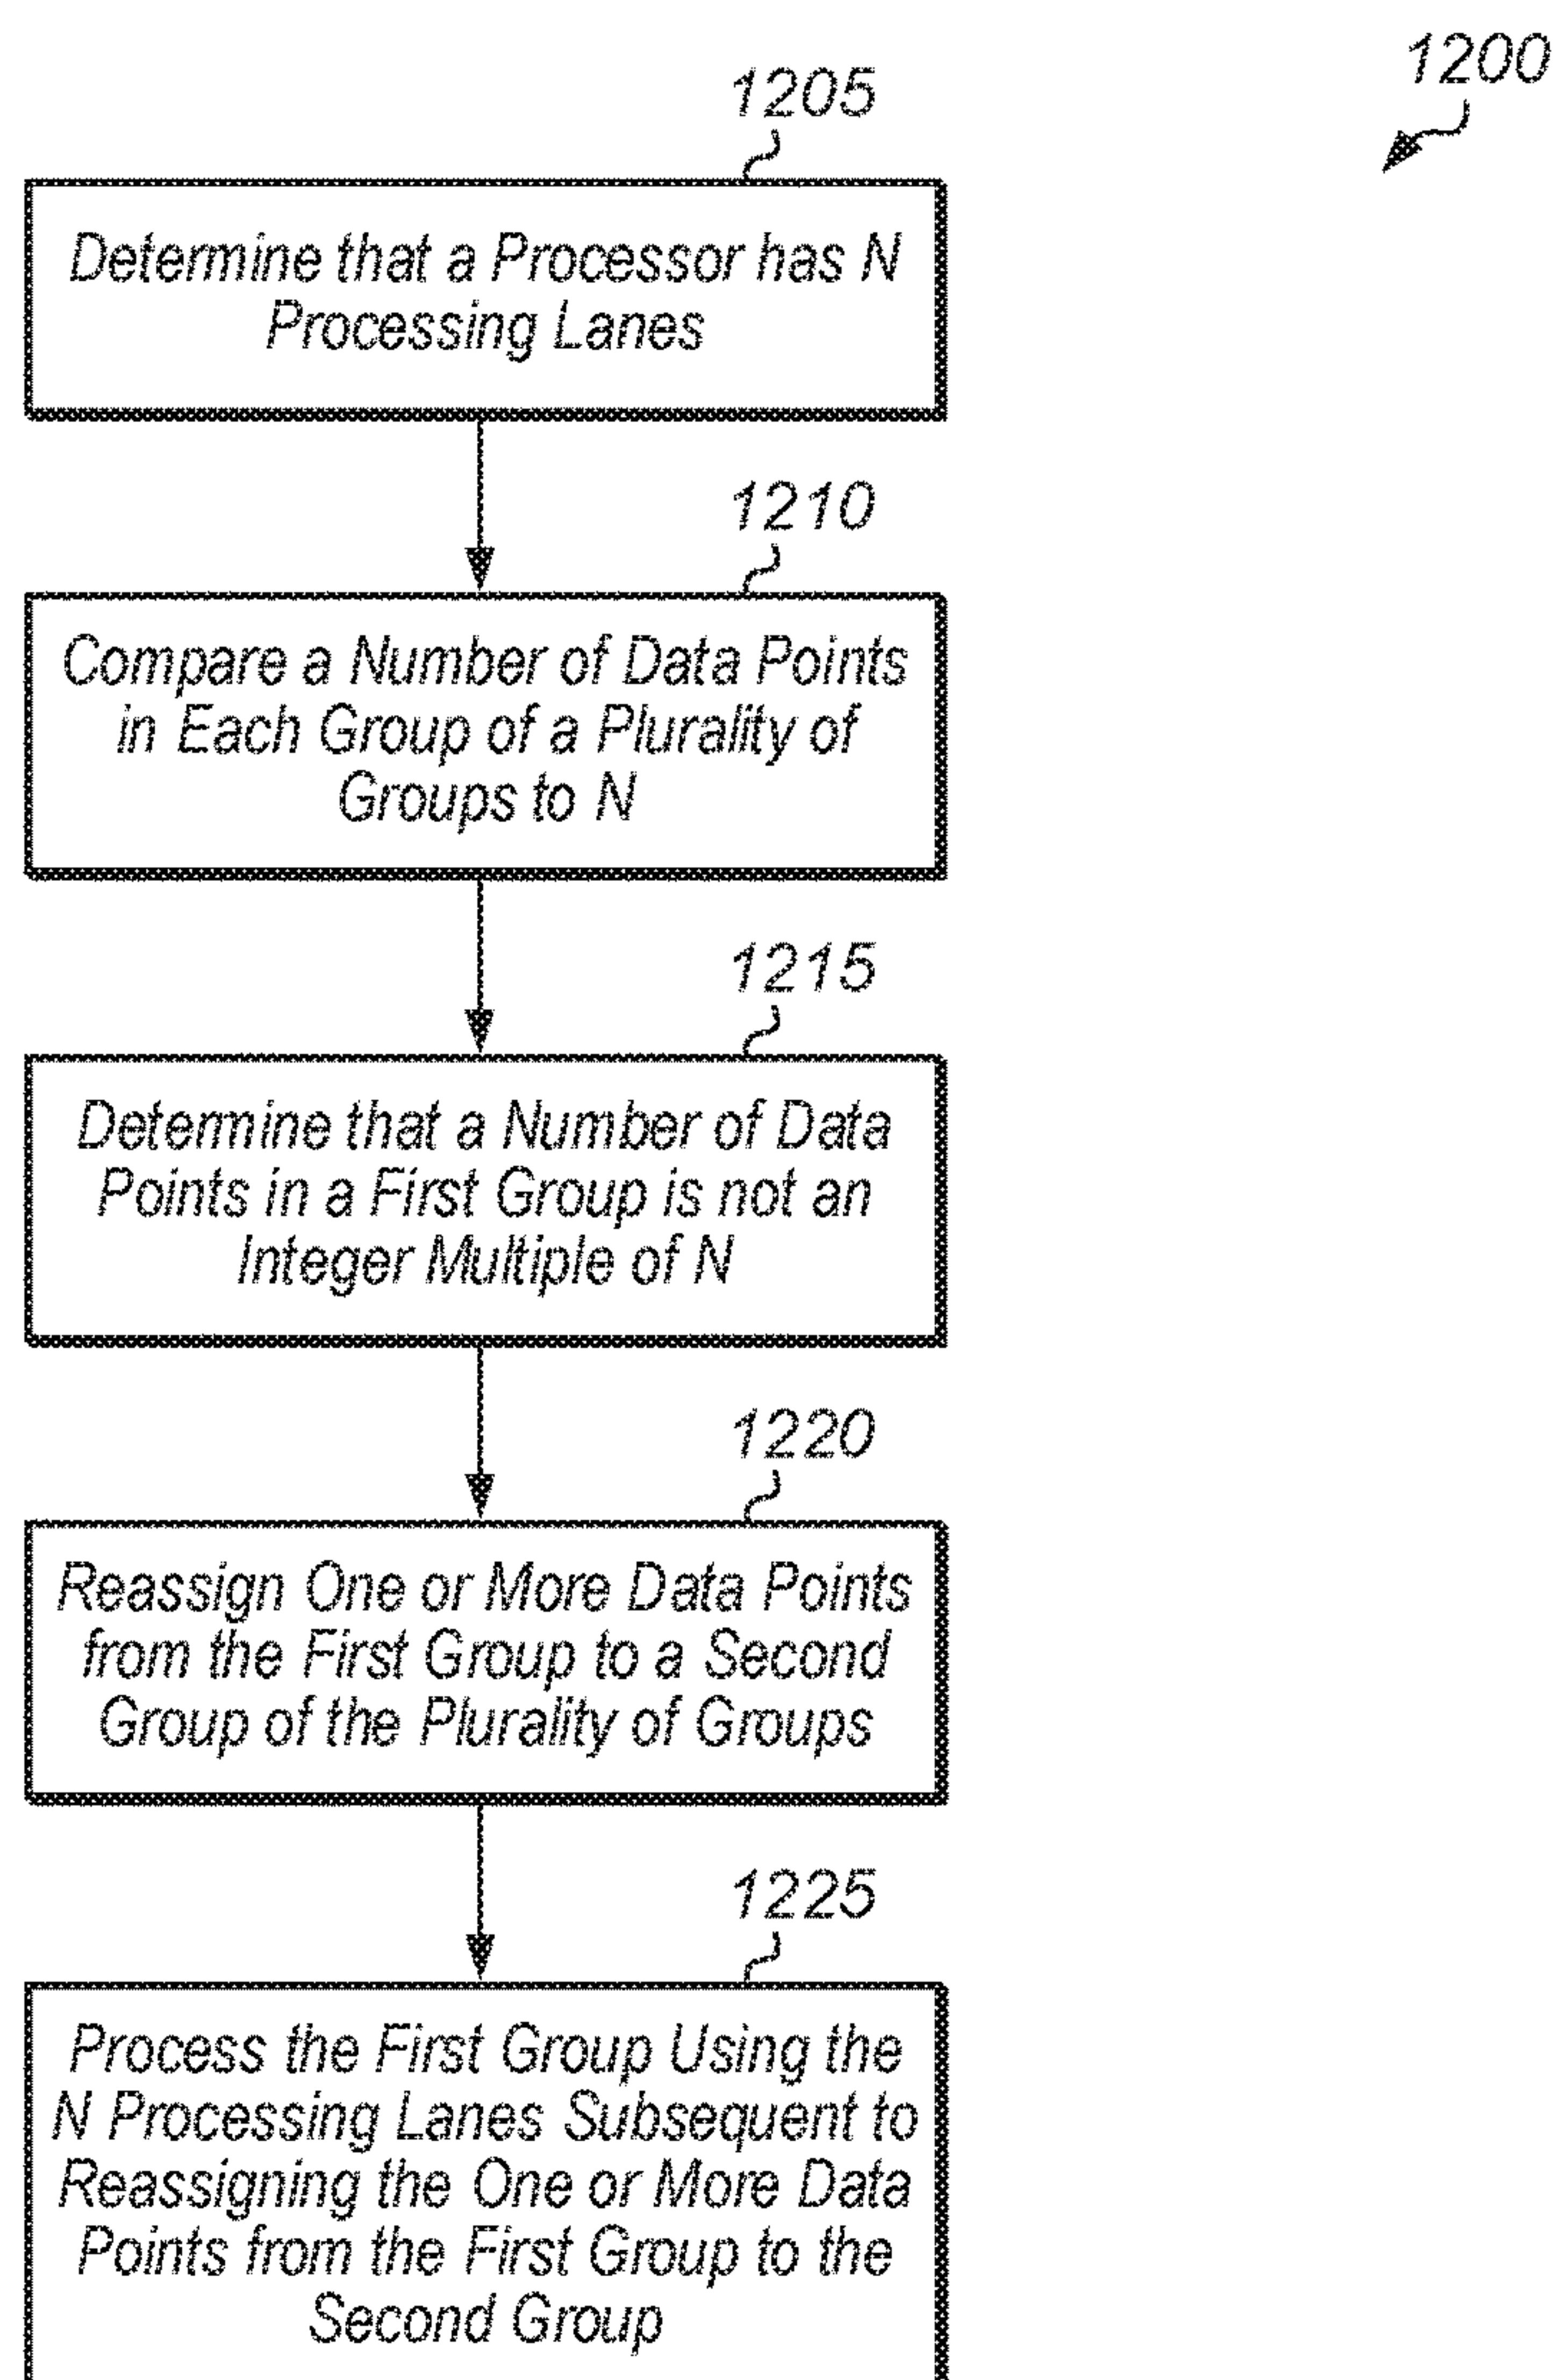 1200
1205
Determine that a Processor has N
Processing Lanes
1210
Compare a Number of Data Points
in Each Group of a Plurality of
Groups to N
1215
Determine that a Number of Data
Points in a First Group is not an
Integer Multiple of N
1220
Reassign One or More Data Points
from the First Group to a Second
Group of the Plurality of Groups
1225
Process the First Group Using the
N Processing Lanes Subsequent to
Reassigning the One or More Data
Points from the First Group to the
Second Group